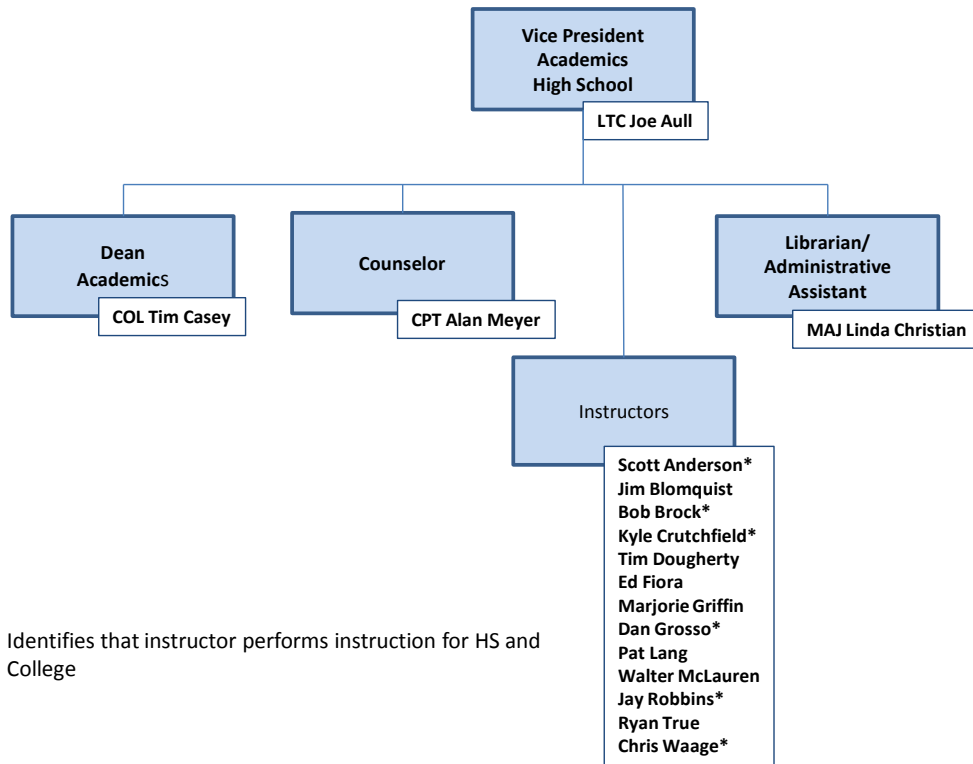 Vice President
Academics
High School
LTC Joe Aull
Dean
Academics
COL Tim Casey
Counselor
CPT Alan Meyer
Librarian/
Administrative
Assistant
MAJ Linda Christian
Instructors
Scott Anderson*
Jim Blomquist
Bob Brock*
Kyle Crutchfield*
Tim Dougherty
Ed Fiora
Marjorie Griffin
Dan Grosso*
Pat Lang
Walter McLauren
Jay Robbins*
Ryan True
Chris Waage*
Identifies that instructor performs instruction for HS and
College